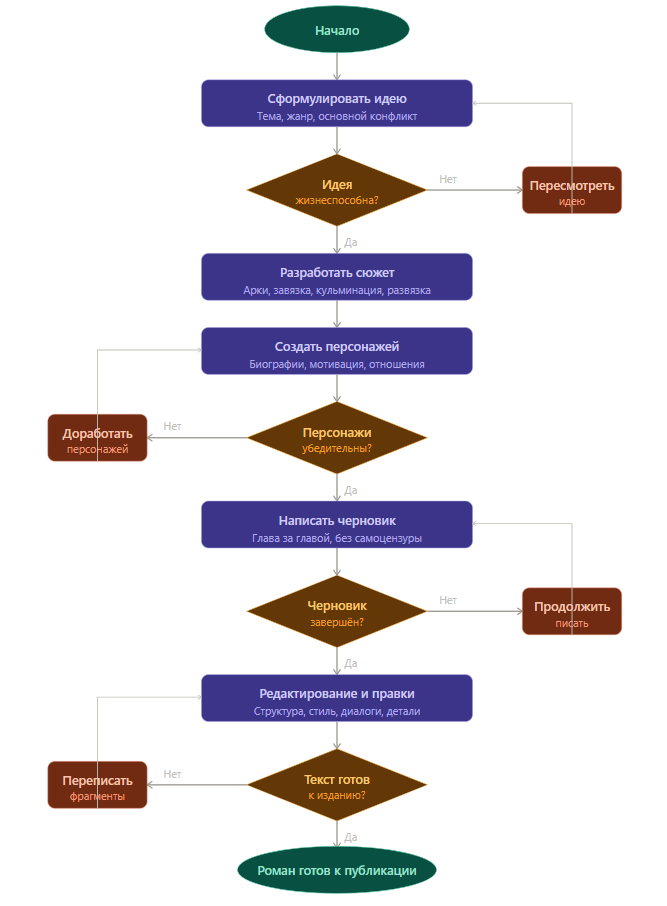 Начало
Сформулировать идею
Тема, жанр, основной конфликт
Идея
жизнеспособна?
Нет
Пересмотреть
идею
Да
Разработать сюжет
Арки, завязка, кульминация, развязка
Создать персонажей
Биографии, мотивация, отношения
Персонажи
убедительны?
Нет
Доработать
персонажей
Да
Написать черновик
Глава за главой, без самоцензуры
Черновик
завершён?
Нет
Продолжить
писать
Да
Редактирование и правки
Структура, стиль, диалоги, детали
Текст готов
к изданию?
Нет
Переписать
фрагменты
Да
Роман готов к публикации